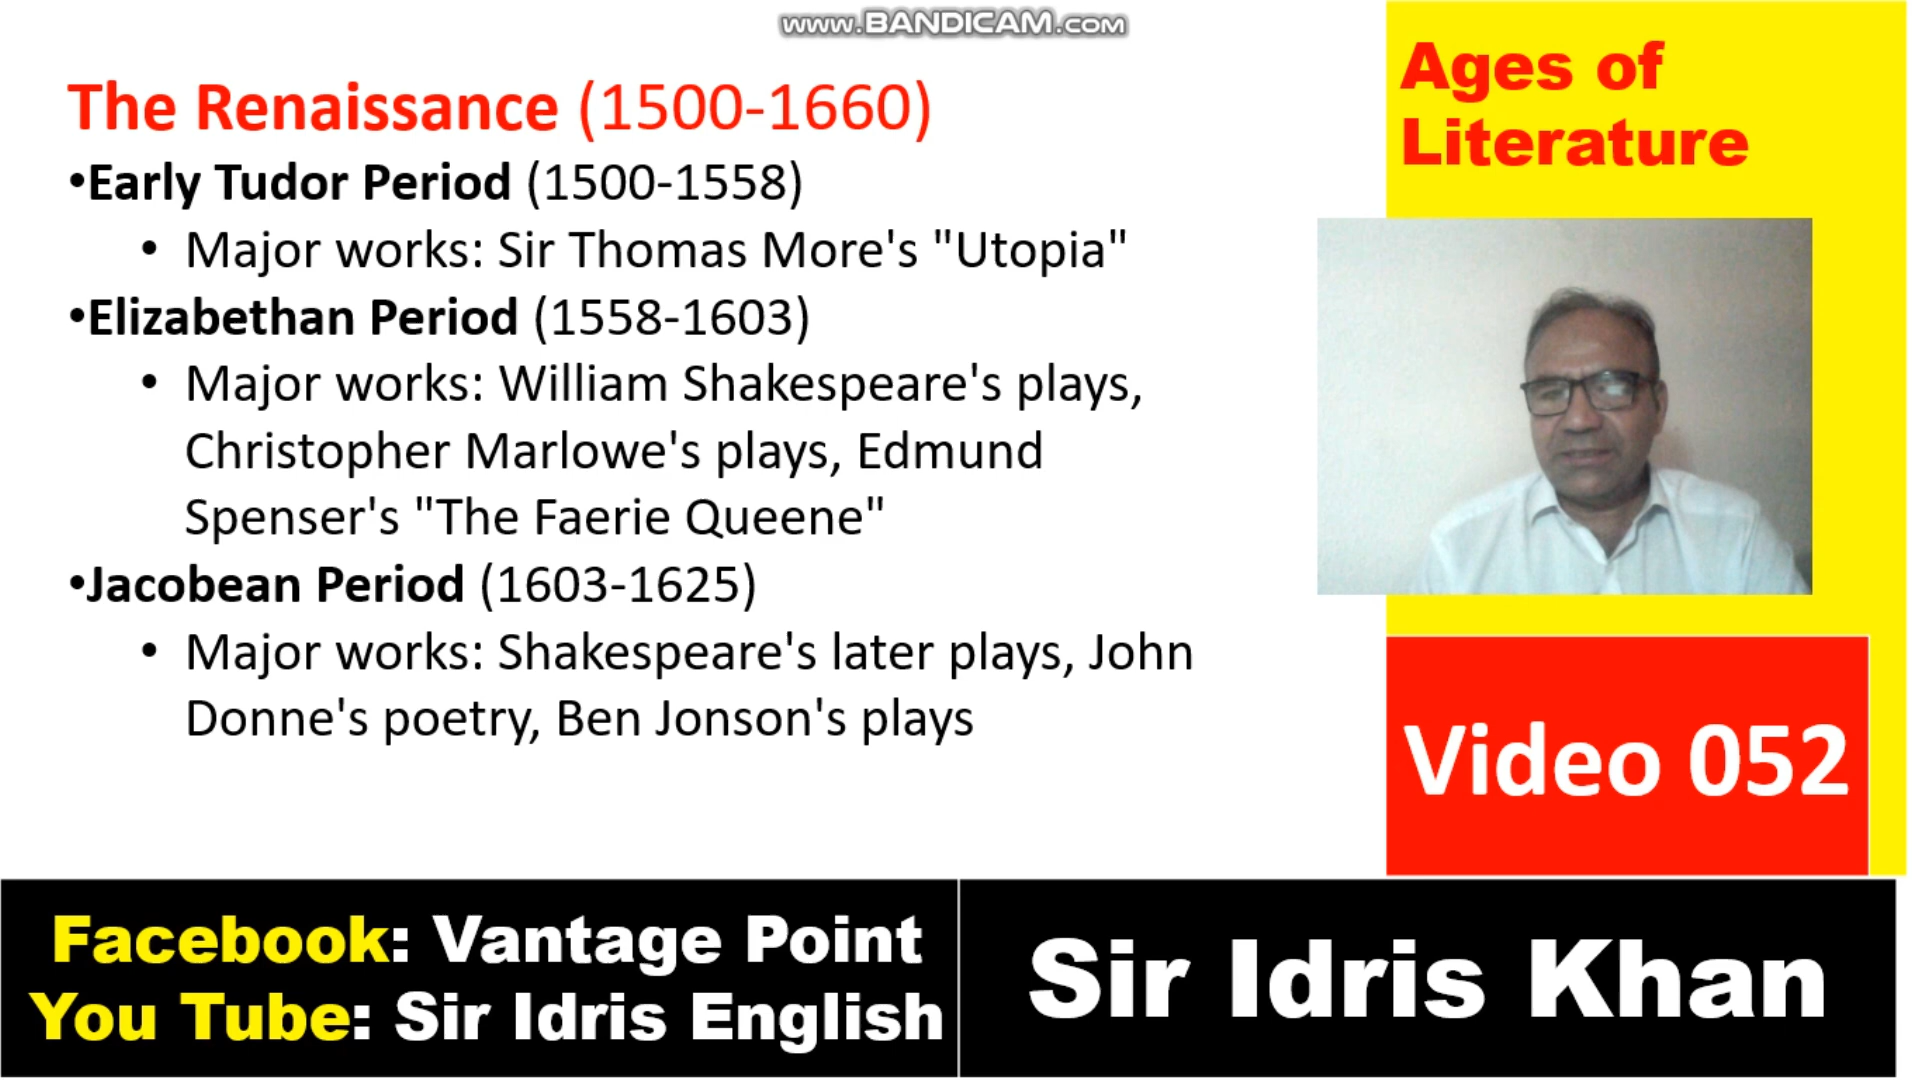 www.BANDICAM.com
The Renaissance (1500-1660)
•Early Tudor Period (1500-1558)
• Major works: Sir Thomas More's "Utopia"
•Elizabethan Period (1558-1603)
• Major works: William Shakespeare's plays,
Christopher Marlowe's plays, Edmund
Spenser's "The Faerie Queene"
•Jacobean Period (1603-1625)
• Major works: Shakespeare's later plays, John
Donne's poetry, Ben Jonson's plays
Ages of
Literature
Video 052
Facebook: Vantage Point
You Tube: Sir Idris English
Sir Idris Khan